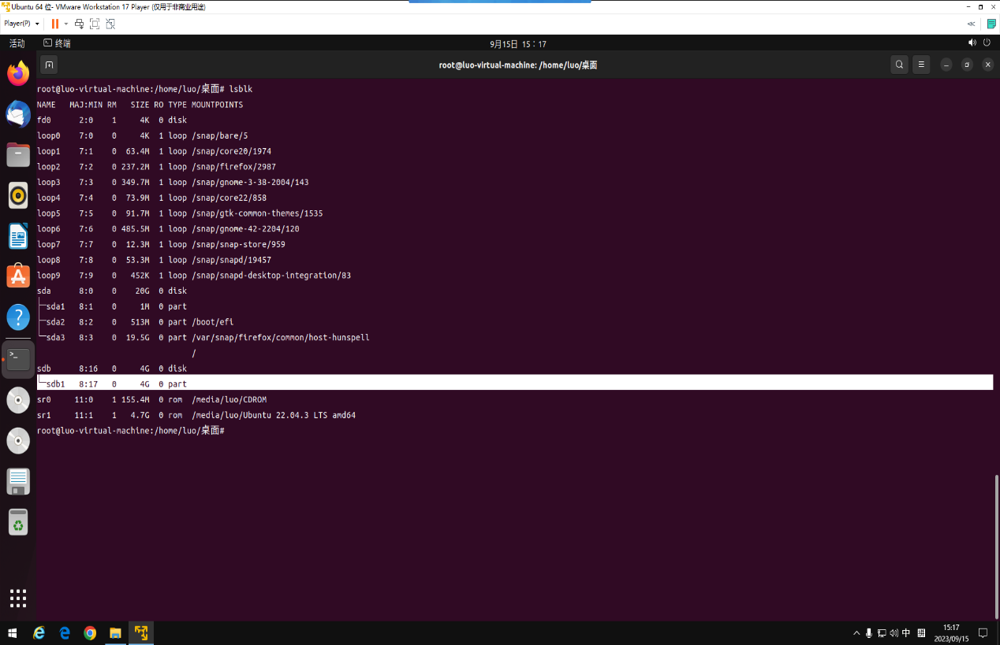 Ubuntu 64 位- VMware Workstation 17 Player (仅用于非商业用途)
Player(P)
活动 终端 9月15日 15：17
root@luo-virtual-machine: /home/luo/桌面
root@luo-virtual-machine:/home/luo/桌面# lsblk
NAME MAJ:MIN RM SIZE RO TYPE MOUNTPOINTS
fd0 2:0 1 4K 0 disk
loop0 7:0 0 4K 1 loop /snap/bare/5
loop1 7:1 0 63.4M 1 loop /snap/core20/1974
loop2 7:2 0 237.2M 1 loop /snap/firefox/2987
loop3 7:3 0 349.7M 1 loop /snap/gnome-3-38-2004/143
loop4 7:4 0 73.9M 1 loop /snap/core22/858
loop5 7:5 0 91.7M 1 loop /snap/gtk-common-themes/1535
loop6 7:6 0 485.5M 1 loop /snap/gnome-42-2204/120
loop7 7:7 0 12.3M 1 loop /snap/snap-store/959
loop8 7:8 0 53.3M 1 loop /snap/snapd/19457
loop9 7:9 0 452K 1 loop /snap/snapd-desktop-integration/83
sda 8:0 0 20G 0 disk
├─sda1 8:1 0 1M 0 part
├─sda2 8:2 0 513M 0 part /boot/efi
└─sda3 8:3 0 19.5G 0 part /var/snap/firefox/common/host-hunspell
/
sdb 8:16 0 4G 0 disk
└─sdb1 8:17 0 4G 0 part
sr0 11:0 1 155.4M 0 rom /media/luo/CDROM
sr1 11:1 1 4.7G 0 rom /media/luo/Ubuntu 22.04.3 LTS amd64
root@luo-virtual-machine:/home/luo/桌面#
中
15:17
2023/09/15